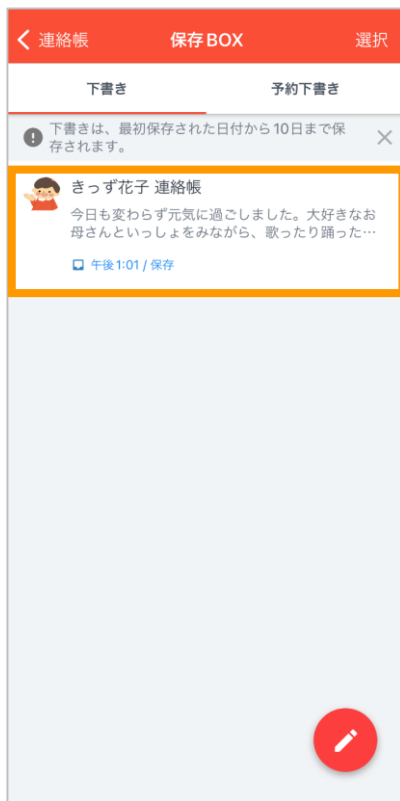 連絡帳 保存BOX 選択
下書き 予約下書き
下書きは、最初保存された日付から10日まで保
存されます。
きっず花子 連絡帳
今日も変わらず元気に過ごしました。大好きなお
母さんといっしょをみながら、歌ったり踊った…
午後1:01 / 保存